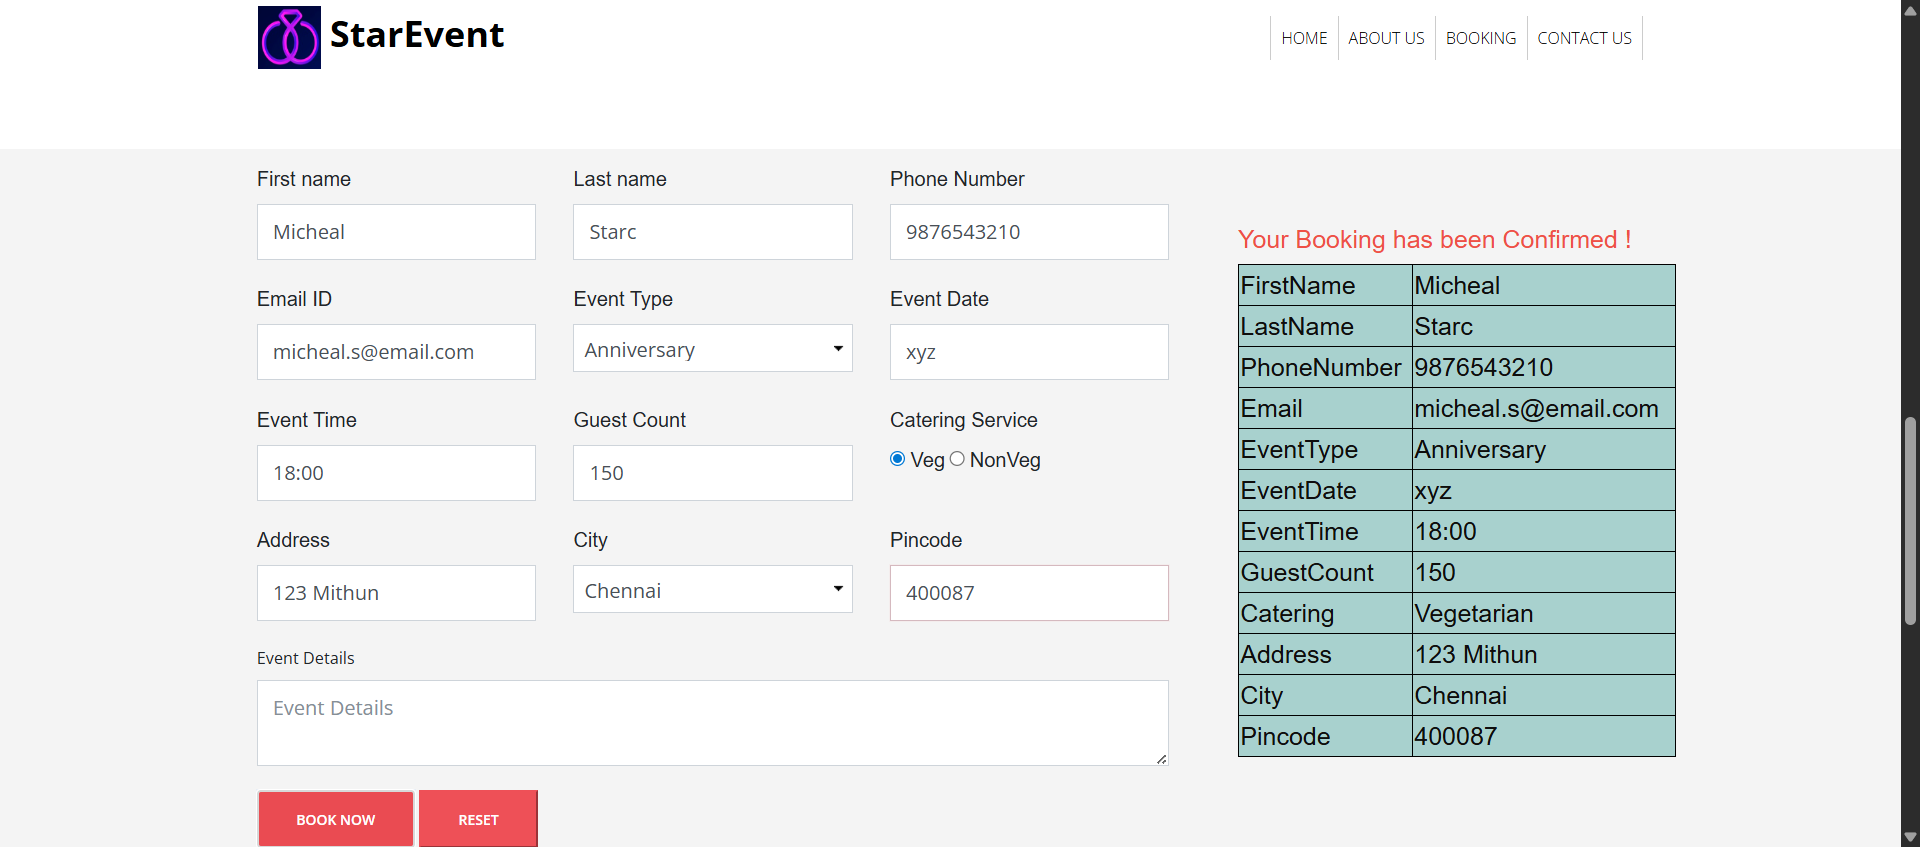 StarEvent
HOME ABOUT US BOOKING CONTACT US
First name Last name Phone Number
Micheal Starc 9876543210
Email ID Event Type Event Date
micheal.s@email.com Anniversary xyz
Event Time Guest Count Catering Service
18:00 150 Veg NonVeg
Address City Pincode
123 Mithun Chennai 400087
Event Details
Event Details
BOOK NOW RESET
Your Booking has been Confirmed !
FirstName Micheal
LastName Starc
PhoneNumber 9876543210
Email micheal.s@email.com
EventType Anniversary
EventDate xyz
EventTime 18:00
GuestCount 150
Catering Vegetarian
Address 123 Mithun
City Chennai
Pincode 400087